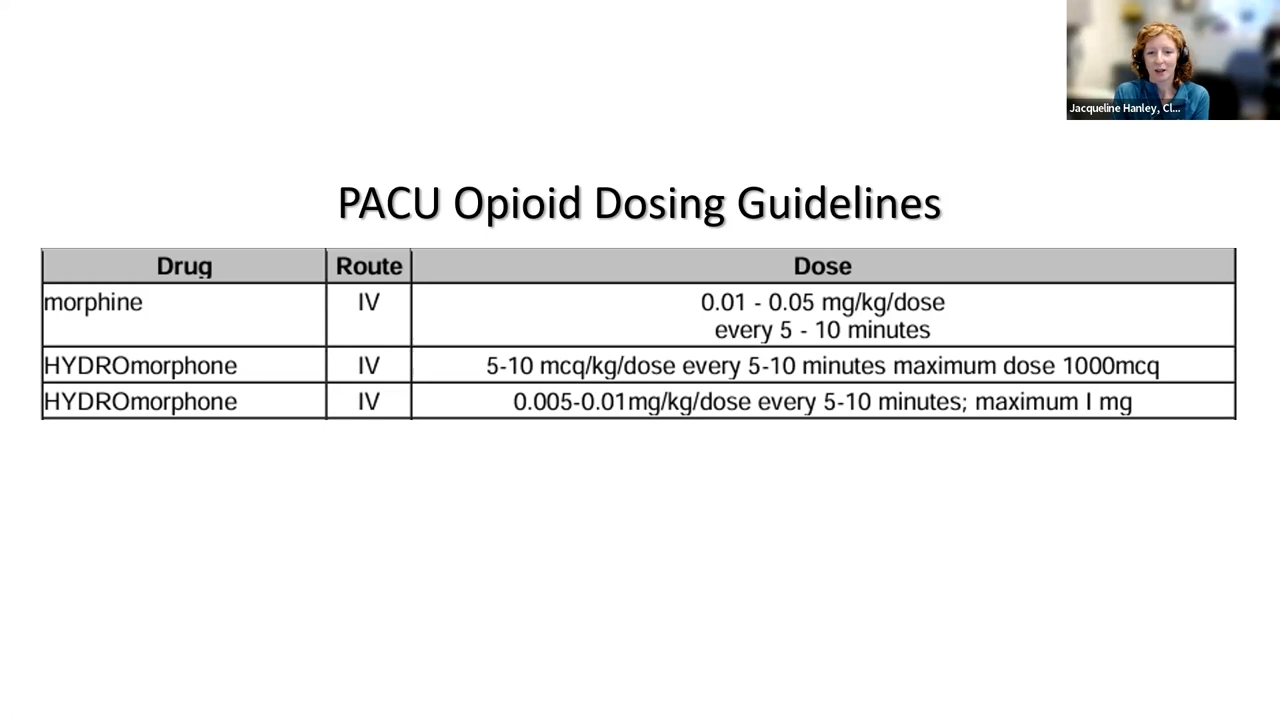 Jacqueline Hanley, Cl...
PACU Opioid Dosing Guidelines
Drug Route Dose
morphine IV 0.01 - 0.05 mg/kg/dose
every 5 - 10 minutes
HYDROmorphone IV 5-10 mcq/kg/dose every 5-10 minutes maximum dose 1000mcq
HYDROmorphone IV 0.005-0.01mg/kg/dose every 5-10 minutes; maximum I mg